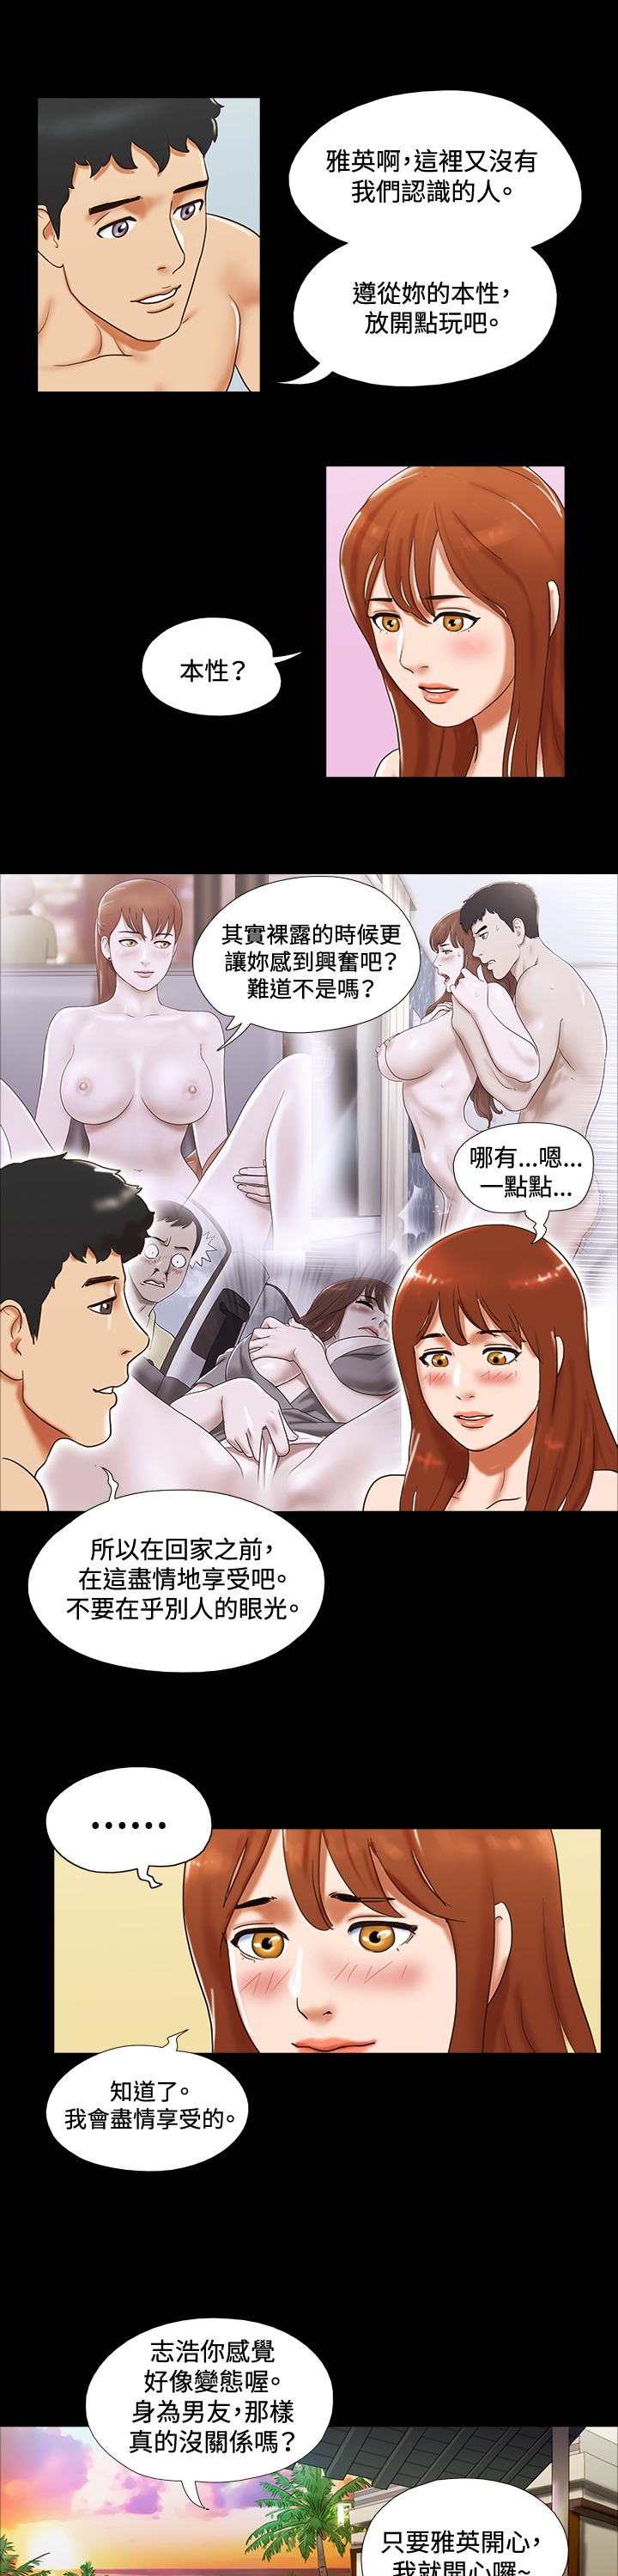 雅英啊，這裡又沒有
我們認識的人。
遵從妳的本性，
放開點玩吧。
本性？
其實裸露的時候更
讓妳感到興奮吧？
難道不是嗎？
哪有...嗯...
一點點...
所以在回家之前，
在這盡情地享受吧。
不要在乎別人的眼光。
······
知道了。
我會盡情享受的。
志浩你感覺
好像變態喔。
身為男友，那樣
真的沒關係嗎？
只要雅英開心，
我就開心囉~